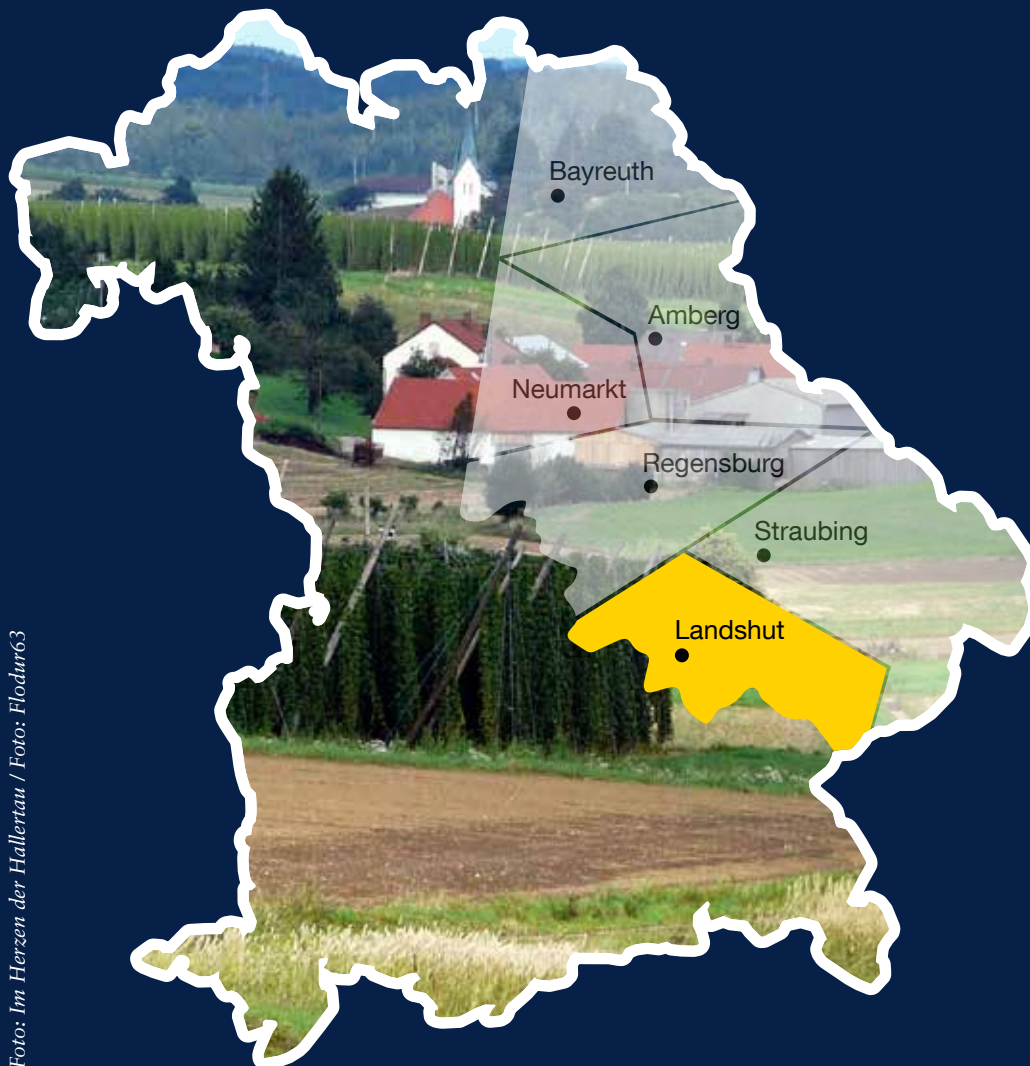 Bayreuth
Amberg
Neumarkt
Regensburg
Straubing
Landshut
Foto: Im Herzen der Hallertau / Foto: Flodur63